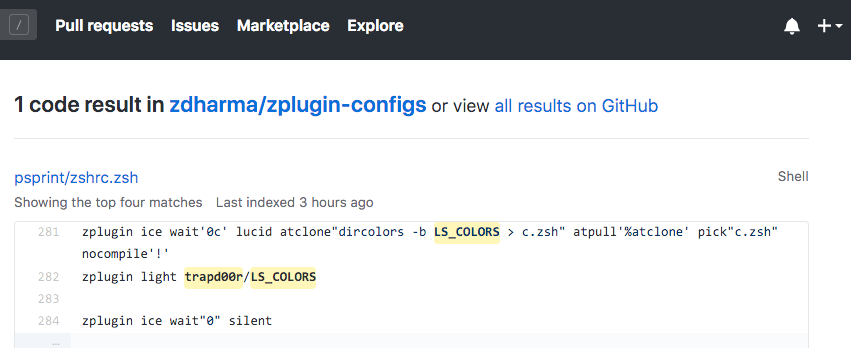 / Pull requests Issues Marketplace Explore
1 code result in zdharma/zplugin-configs or view all results on GitHub
psprint/zshrc.zsh Shell
Showing the top four matches Last indexed 3 hours ago
281 zplugin ice wait'0c' lucid atclone"dircolors -b LS_COLORS > c.zsh" atpull'%atclone' pick"c.zsh"
nocompile'!'
282 zplugin light trapd00r/LS_COLORS
283
284 zplugin ice wait"0" silent
…